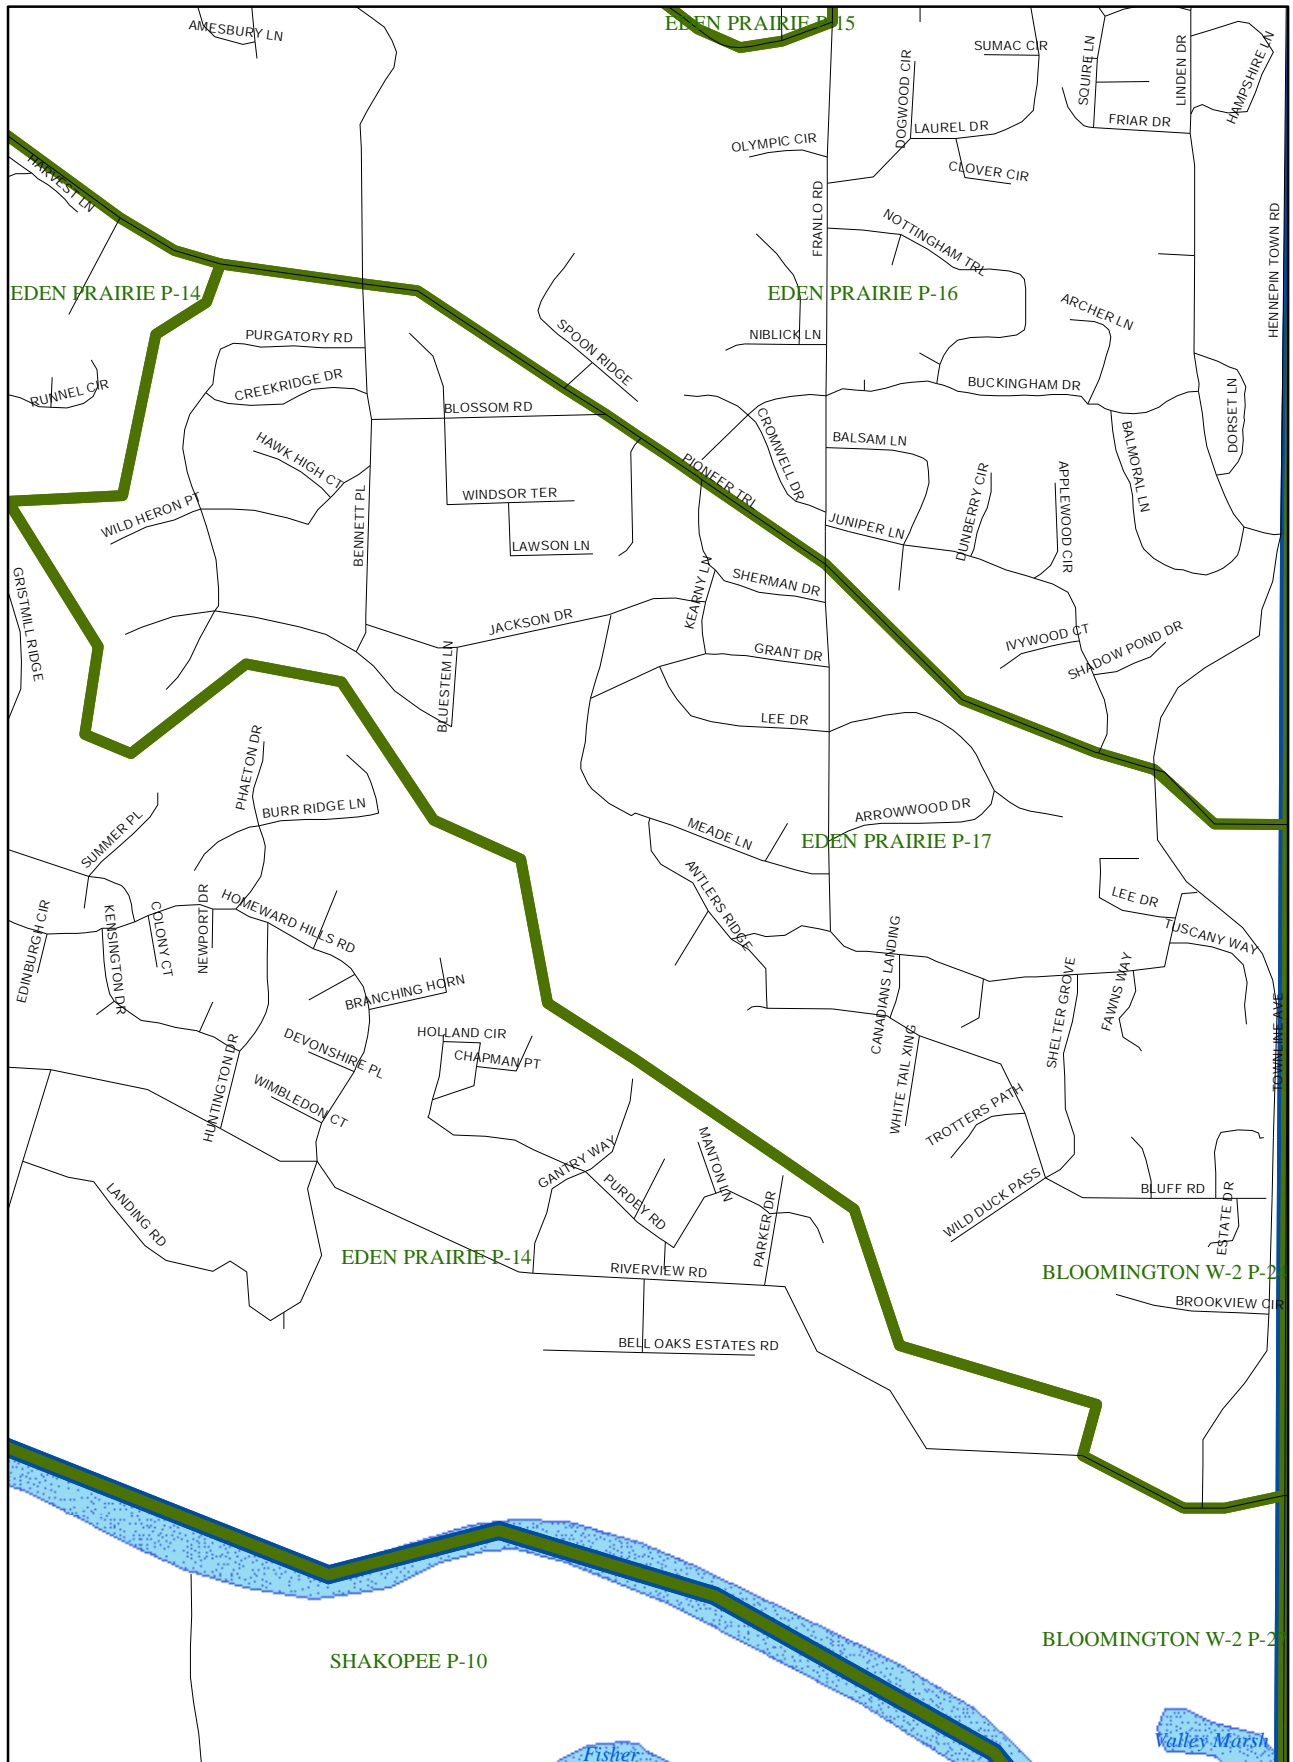 AMESBURY LN
EDEN PRAIRIE P-15
SUMAC CIR
SQUIRE LN
LINDEN DR
HAMPSHIRE LN
DOGWOOD CIR
LAUREL DR
FRIAR DR
OLYMPIC CIR
CLOVER CIR
HARVEST LN
FRANLO RD
NOTTINGHAM TRL
HENNEPIN TOWN RD
EDEN PRAIRIE P-14
EDEN PRAIRIE P-16
ARCHER LN
PURGATORY RD
SPOON RIDGE
NIBLICK LN
RUNNEL CIR
CREEKRIDGE DR
BUCKINGHAM DR
DORSET LN
BLOSSOM RD
CROMWELL DR
BALSAM LN
BALMORAL LN
HAWK HIGH CT
PIONEER TRL
DUNBERRY CIR
APPLEWOOD CIR
WILD HERON PT
BENNETT PL
WINDSOR TER
JUNIPER LN
LAWSON LN
GRISTMILL RIDGE
KEARNY LN
SHERMAN DR
JACKSON DR
IVYWOOD CT
SHADOW POND DR
BLUESTEM LN
GRANT DR
LEE DR
PHAETON DR
BURR RIDGE LN
ARROWWOOD DR
SUMMER PL
MEADE LN
EDEN PRAIRIE P-17
ANTLERS RIDGE
LEE DR
EDINBURGH CIR
KENSINGTON DR
COLONY CT
NEWPORT DR
HOMEWARD HILLS RD
TUSCANY WAY
CANADIANS LANDING
SHELTER GROVE
FAWNS WAY
BRANCHING HORN
TOWNLINE AVE
HOLLAND CIR
DEVONSHIRE PL
CHAPMAN PT
HUNTINGTON DR
WHITE TAIL XING
WIMBLEDON CT
TROTTERS PATH
GANTRY WAY
MANTON LN
PURDEY RD
LANDING RD
WILD DUCK PASS
BLUFF RD
ESTATE DR
PARKER DR
EDEN PRAIRIE P-14
RIVERVIEW RD
BLOOMINGTON W-2 P-2
BROOKVIEW CIR
BELL OAKS ESTATES RD
BLOOMINGTON W-2 P-27
SHAKOPEE P-10
Valley Marsh
Fisher